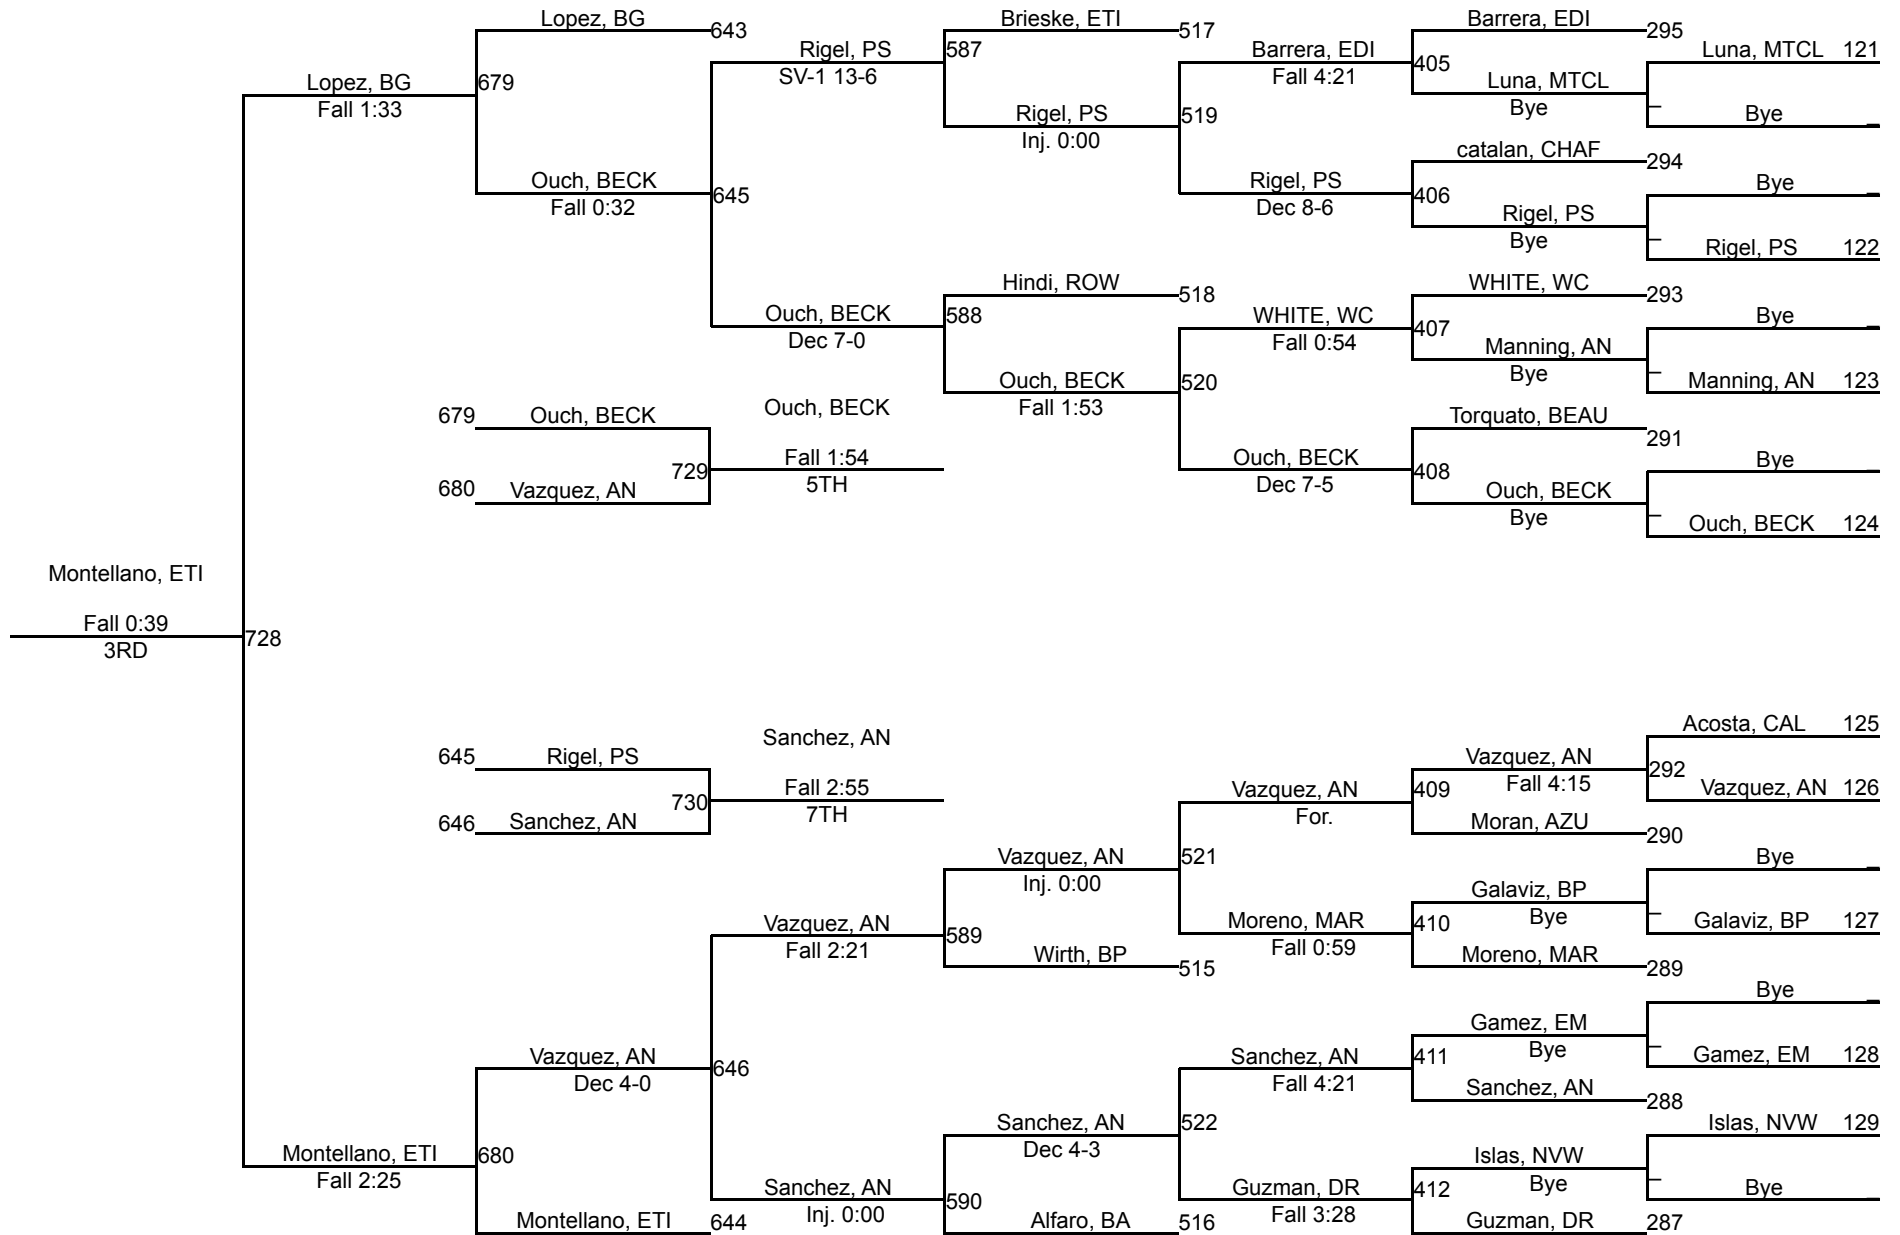 Lopez, BG
643
Brieske, ETI
517
Barrera, EDI
295
Rigel, PS
SV-1 13-6
587
Barrera, EDI
Fall 4:21
405
Luna, MTCL 121
Lopez, BG
Fall 1:33
679
Luna, MTCL
Bye
Bye
Rigel, PS
Inj. 0:00
519
catalan, CHAF
294
Ouch, BECK
Fall 0:32
645
Rigel, PS
Dec 8-6
406
Bye
Rigel, PS
Bye
Rigel, PS 122
Hindi, ROW
518
WHITE, WC
293
Ouch, BECK
Dec 7-0
588
WHITE, WC
Fall 0:54
407
Bye
Manning, AN
Bye
Manning, AN 123
Ouch, BECK
Fall 1:53
520
679 Ouch, BECK
Ouch, BECK
Torquato, BEAU
291
729
Fall 1:54
5TH
Ouch, BECK
Dec 7-5
408
Bye
680 Vazquez, AN
Ouch, BECK
Bye
Ouch, BECK 124
Montellano, ETI
Fall 0:39
3RD
728
Acosta, CAL 125
645 Rigel, PS
Sanchez, AN
Vazquez, AN
Fall 4:15
292
730
Fall 2:55
7TH
Vazquez, AN
For.
409
Vazquez, AN 126
646 Sanchez, AN
Moran, AZU
290
Vazquez, AN
Inj. 0:00
521
Bye
Galaviz, BP
Bye
Vazquez, AN
Fall 2:21
589
Moreno, MAR
Fall 0:59
410
Galaviz, BP 127
Wirth, BP
515
Moreno, MAR
289
Bye
Gamez, EM
Bye
Vazquez, AN
Dec 4-0
646
Sanchez, AN
Fall 4:21
411
Gamez, EM 128
Sanchez, AN
288
Sanchez, AN
Dec 4-3
522
Islas, NVW 129
Montellano, ETI
Fall 2:25
680
Islas, NVW
Bye
Sanchez, AN
Inj. 0:00
590
Guzman, DR
Fall 3:28
412
Bye
Montellano, ETI
644
Alfaro, BA
516
Guzman, DR
287